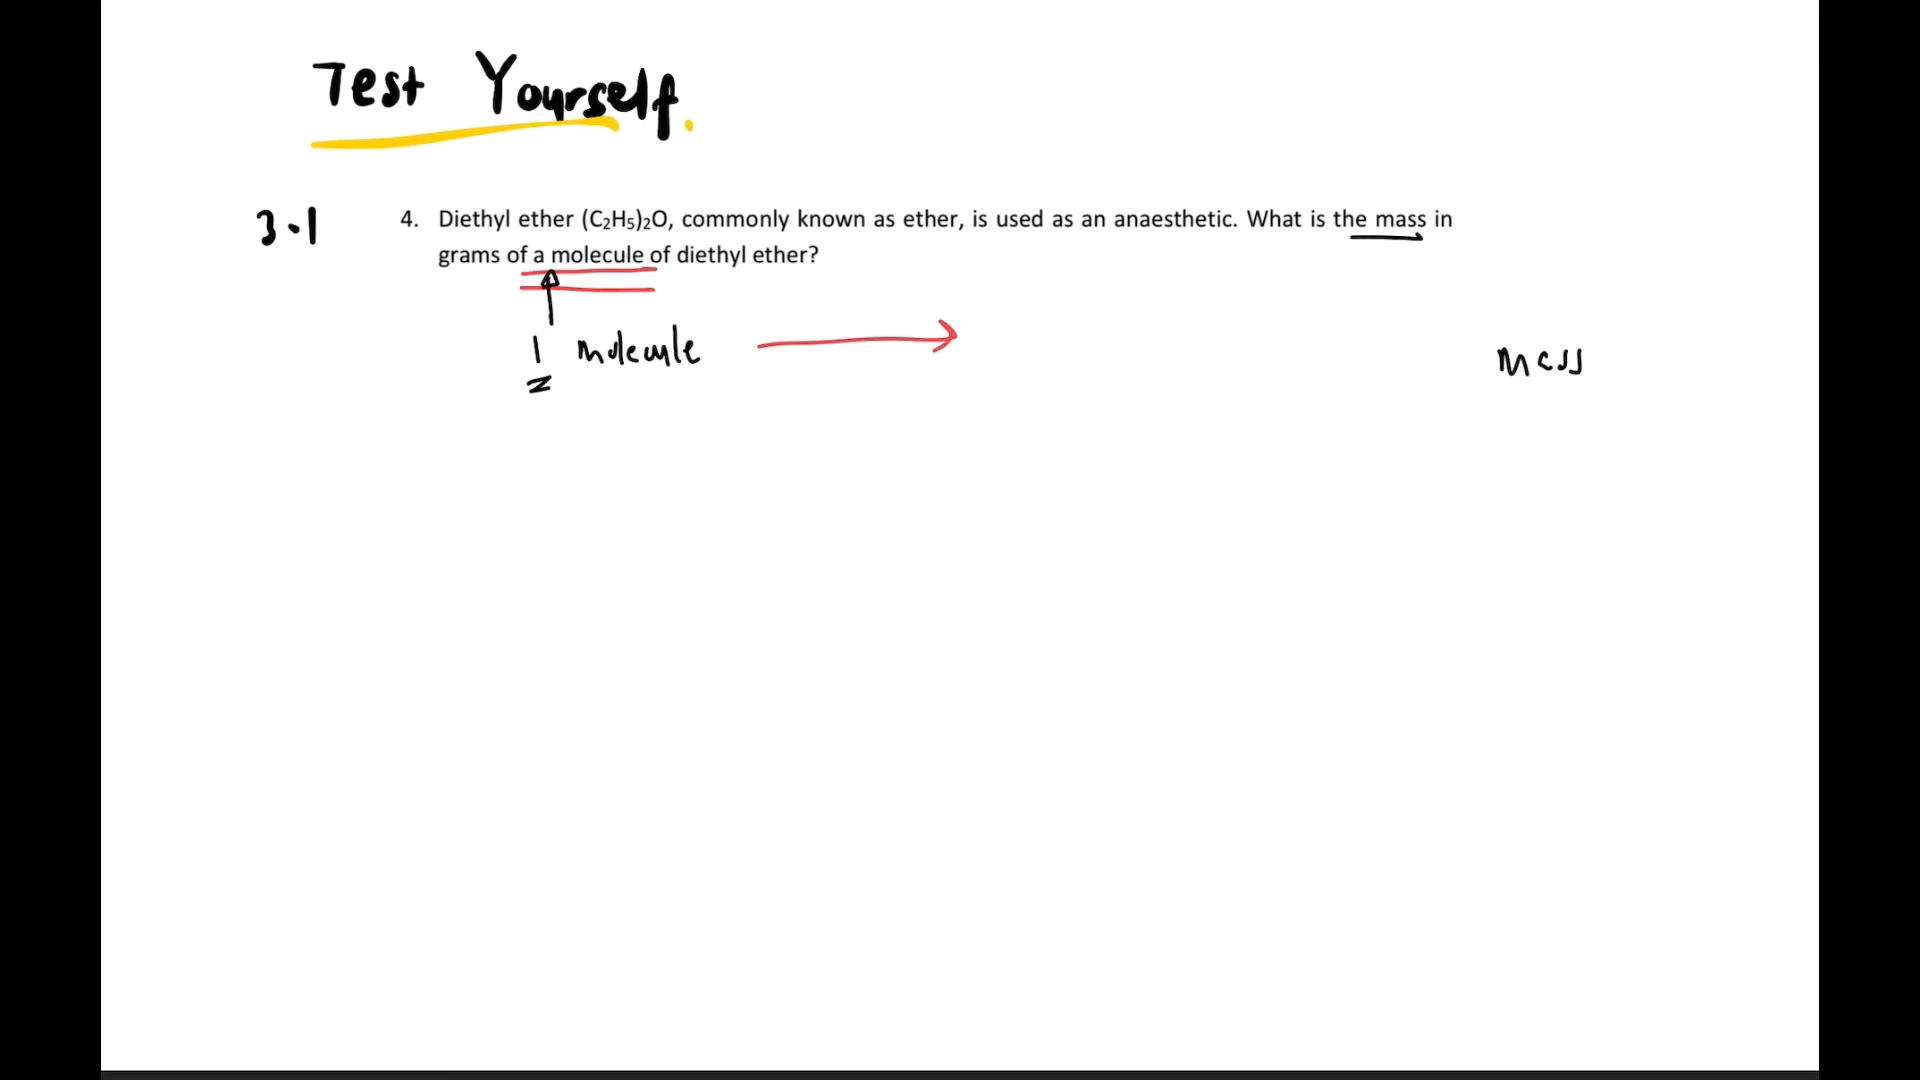 Test Yourself.
3.1
4. Diethyl ether (C₂H₅)₂O, commonly known as ether, is used as an anaesthetic. What is the mass in
grams of a molecule of diethyl ether?
1 molecule
mass